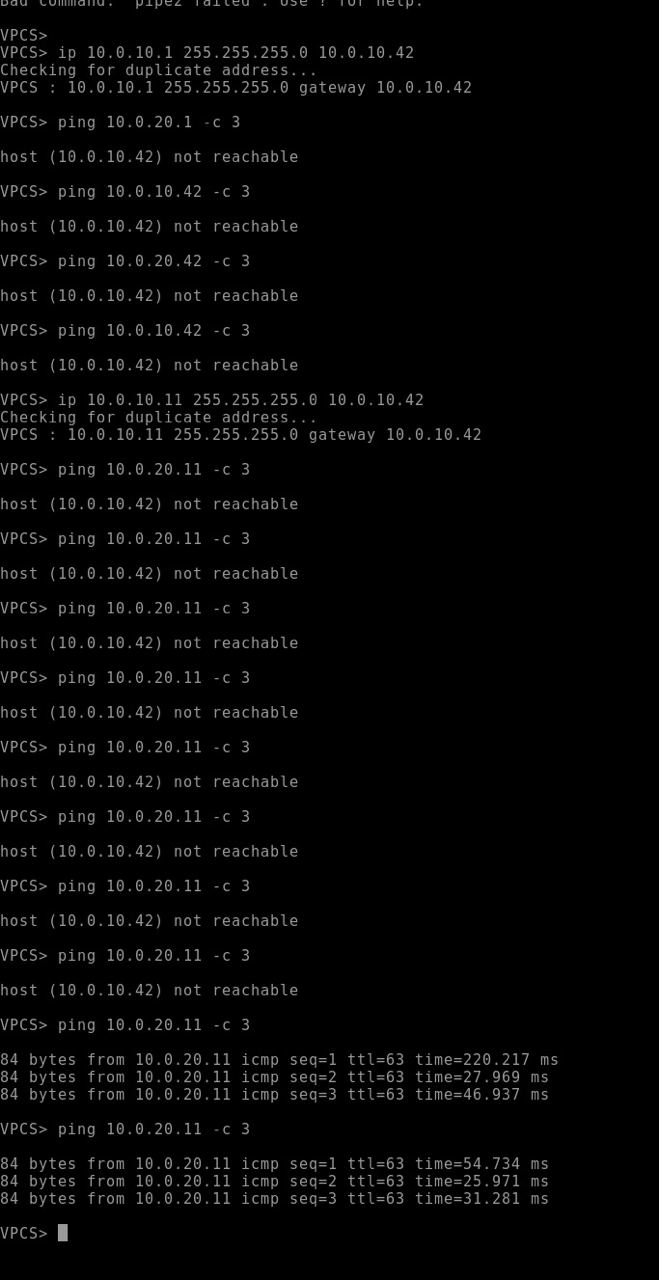 Bad command: "pipe2 failed". Use ? for help.
VPCS>
VPCS> ip 10.0.10.1 255.255.255.0 10.0.10.42
Checking for duplicate address...
VPCS : 10.0.10.1 255.255.255.0 gateway 10.0.10.42
VPCS> ping 10.0.20.1 -c 3
host (10.0.10.42) not reachable
VPCS> ping 10.0.10.42 -c 3
host (10.0.10.42) not reachable
VPCS> ping 10.0.20.42 -c 3
host (10.0.10.42) not reachable
VPCS> ping 10.0.10.42 -c 3
host (10.0.10.42) not reachable
VPCS> ip 10.0.10.11 255.255.255.0 10.0.10.42
Checking for duplicate address...
VPCS : 10.0.10.11 255.255.255.0 gateway 10.0.10.42
VPCS> ping 10.0.20.11 -c 3
host (10.0.10.42) not reachable
VPCS> ping 10.0.20.11 -c 3
host (10.0.10.42) not reachable
VPCS> ping 10.0.20.11 -c 3
host (10.0.10.42) not reachable
VPCS> ping 10.0.20.11 -c 3
host (10.0.10.42) not reachable
VPCS> ping 10.0.20.11 -c 3
host (10.0.10.42) not reachable
VPCS> ping 10.0.20.11 -c 3
host (10.0.10.42) not reachable
VPCS> ping 10.0.20.11 -c 3
host (10.0.10.42) not reachable
VPCS> ping 10.0.20.11 -c 3
host (10.0.10.42) not reachable
VPCS> ping 10.0.20.11 -c 3
84 bytes from 10.0.20.11 icmp seq=1 ttl=63 time=220.217 ms
84 bytes from 10.0.20.11 icmp seq=2 ttl=63 time=27.969 ms
84 bytes from 10.0.20.11 icmp seq=3 ttl=63 time=46.937 ms
VPCS> ping 10.0.20.11 -c 3
84 bytes from 10.0.20.11 icmp seq=1 ttl=63 time=54.734 ms
84 bytes from 10.0.20.11 icmp seq=2 ttl=63 time=25.971 ms
84 bytes from 10.0.20.11 icmp seq=3 ttl=63 time=31.281 ms
VPCS>